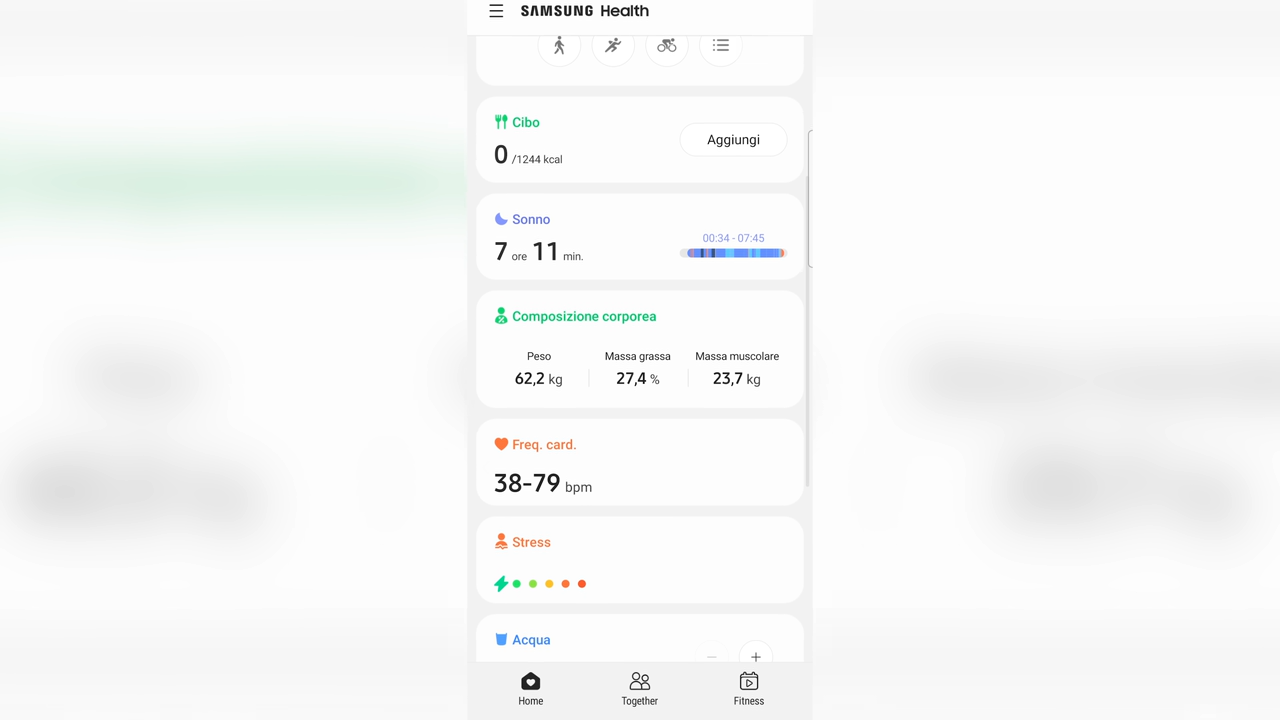 SAMSUNG Health
Cibo
0 /1244 kcal
Aggiungi
Sonno
7 ore 11 min.
00:34 - 07:45
Composizione corporea
Peso
62,2 kg
Massa grassa
27,4 %
Massa muscolare
23,7 kg
Freq. card.
38-79 bpm
Stress
Acqua
Home
Together
Fitness